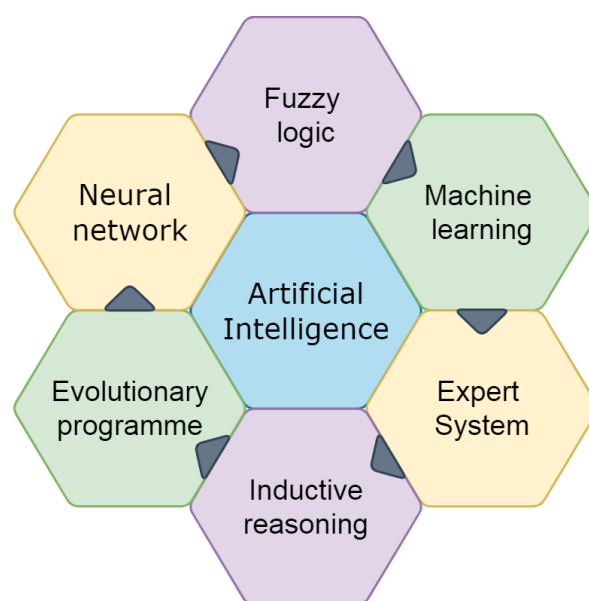 Fuzzy
logic
Machine
learning
Neural
network
Artificial
Intelligence
Expert
System
Evolutionary
programme
Inductive
reasoning